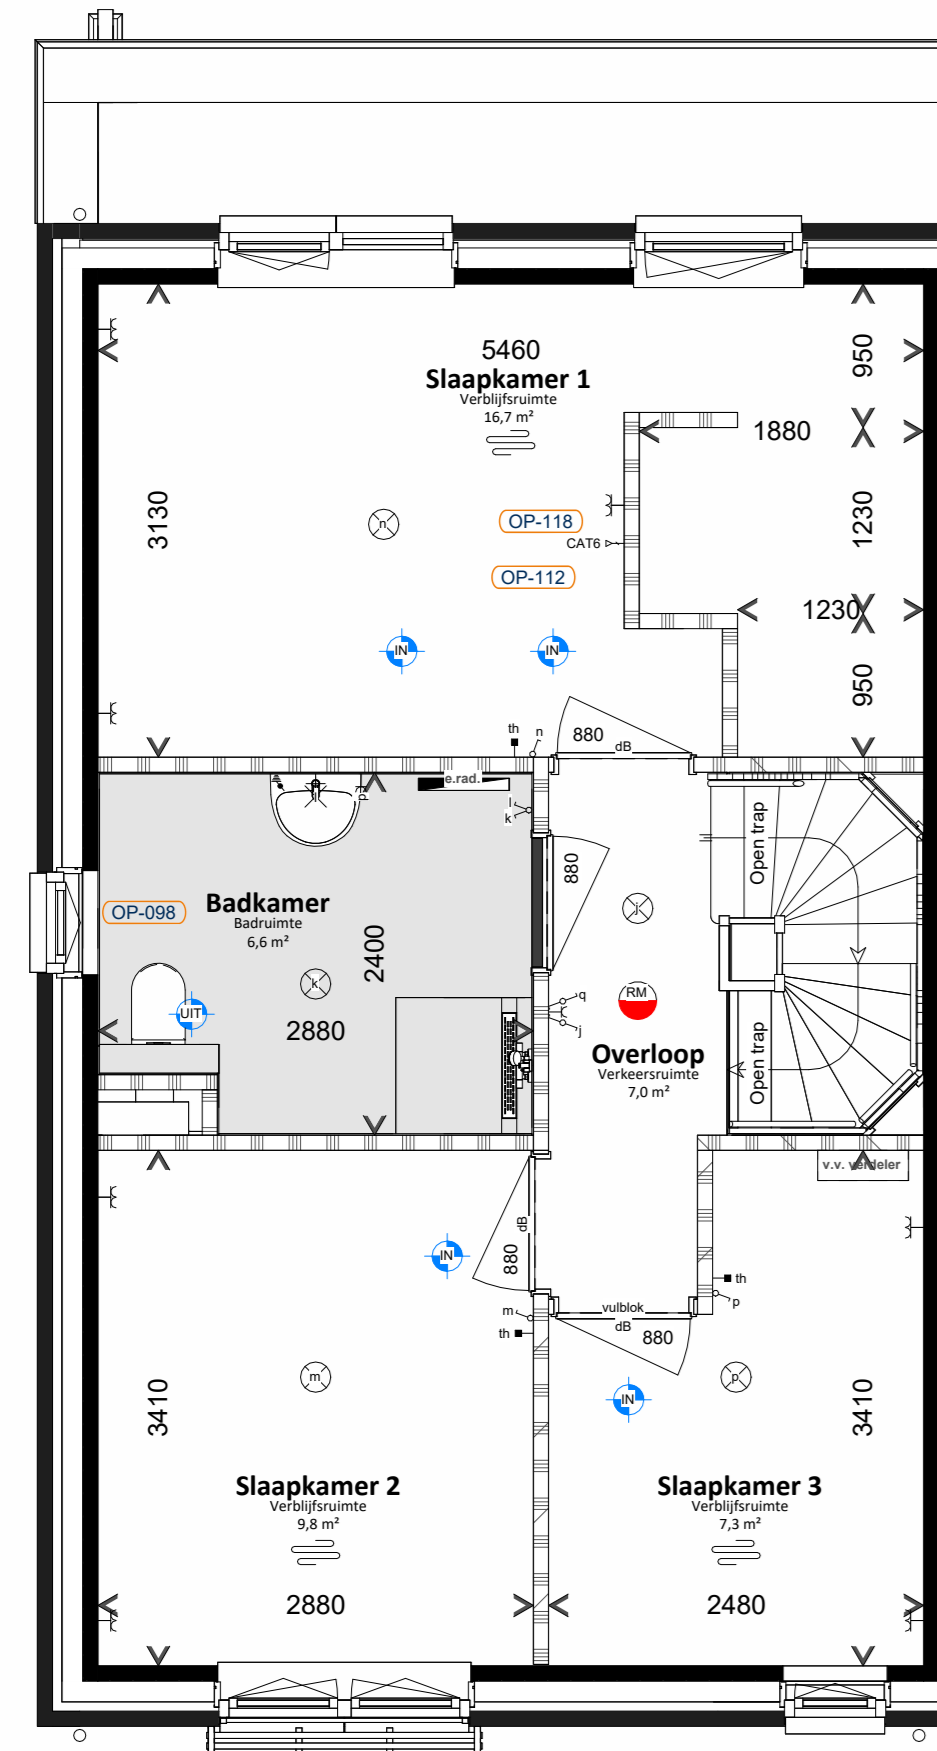 5460
Slaapkamer 1
Verblijfsruimte
16,7 m²
950
1880
3130
n
OP-118
CAT6
OP-112
1230
1230
950
IN
IN
th
n
880
dB
e.rad.
l
k
p
Open trap
880
OP-098
Badkamer
Badruimte
6,6 m²
2400
j
k
UIT
2880
q
RM
j
Overloop
Verkeersruimte
7,0 m²
Open trap
v.v. verdeler
dB
880
IN
th
p
m
th
vulblok
dB
880
m
p
IN
3410
3410
Slaapkamer 2
Verblijfsruimte
9,8 m²
Slaapkamer 3
Verblijfsruimte
7,3 m²
2880
2480